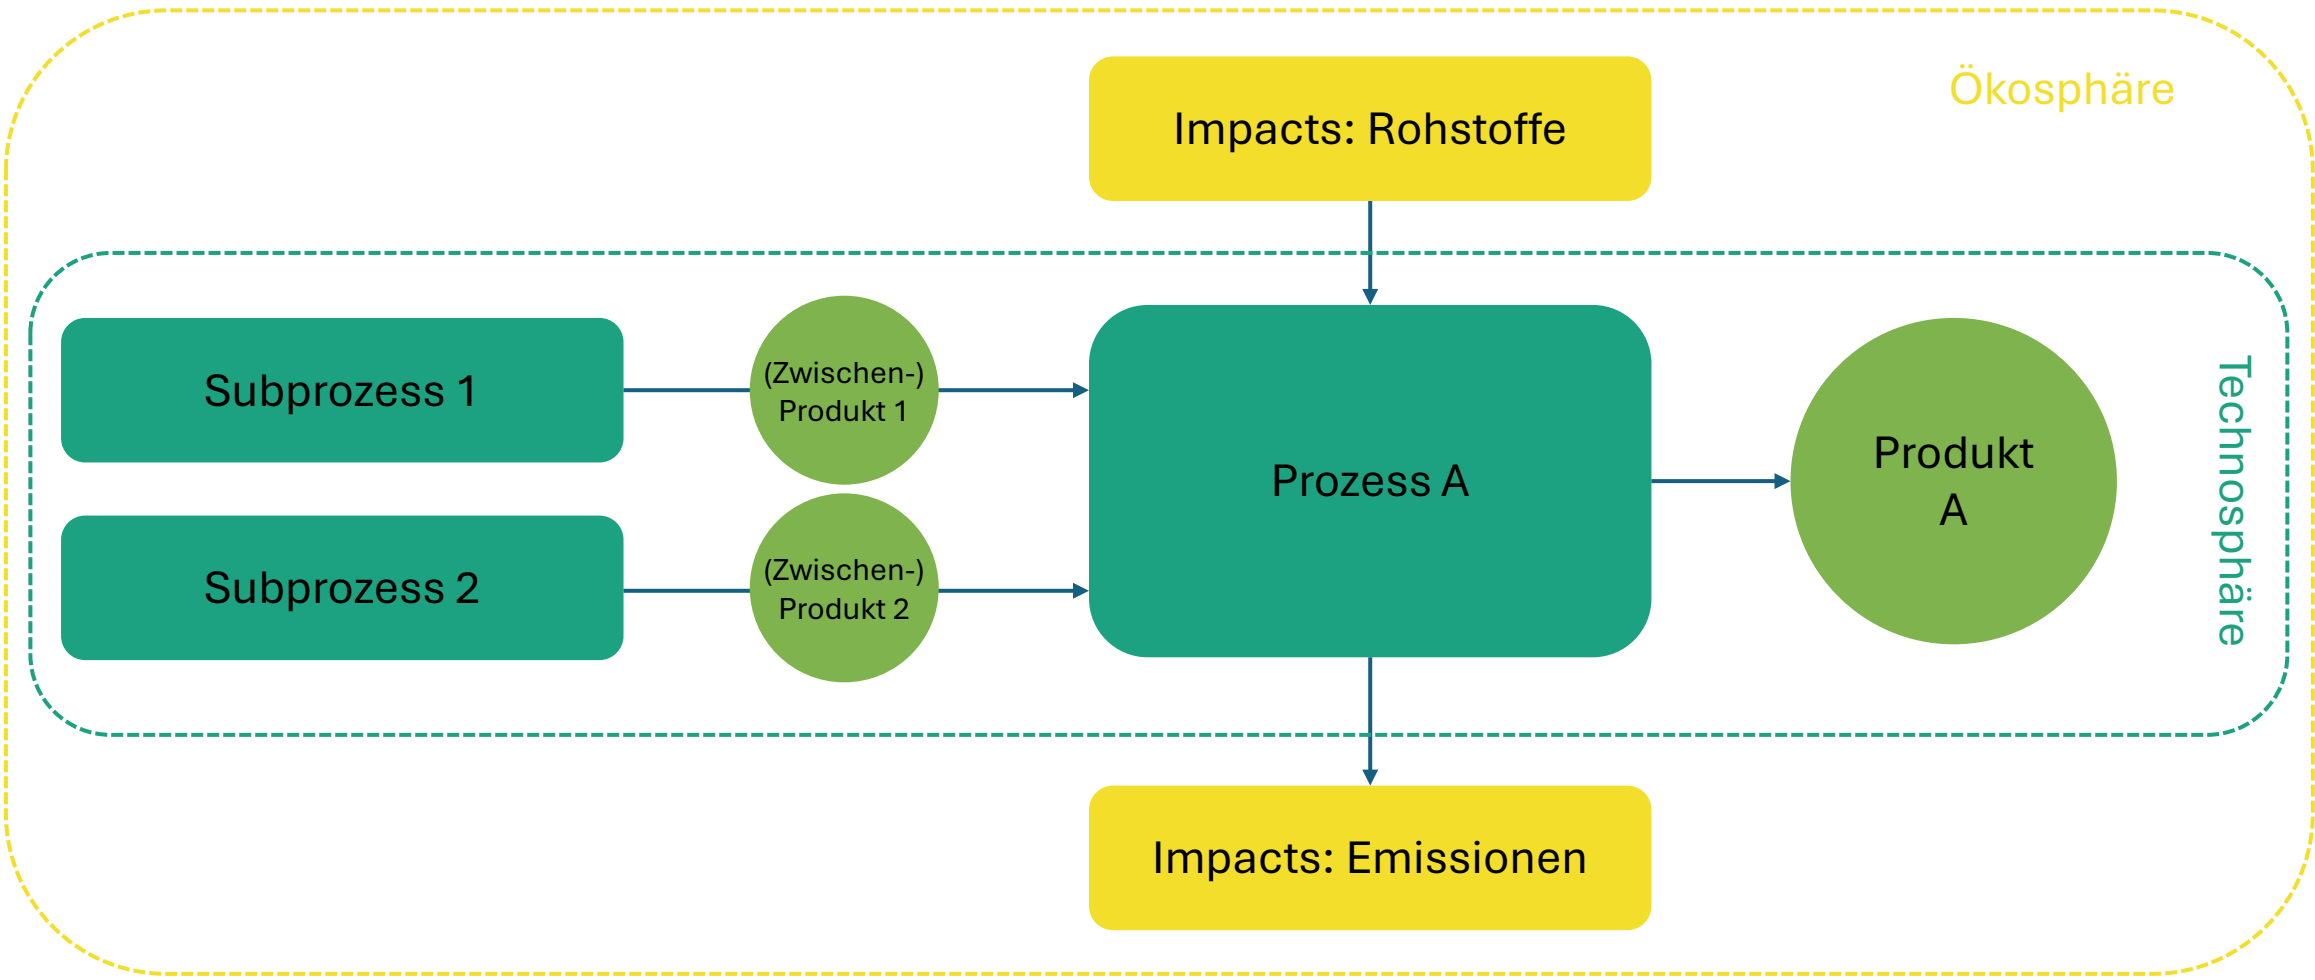 Ökosphäre
Impacts: Rohstoffe
Technosphäre
Subprozess 1
(Zwischen-)
Produkt 1
Prozess A
Produkt
A
Subprozess 2
(Zwischen-)
Produkt 2
Impacts: Emissionen